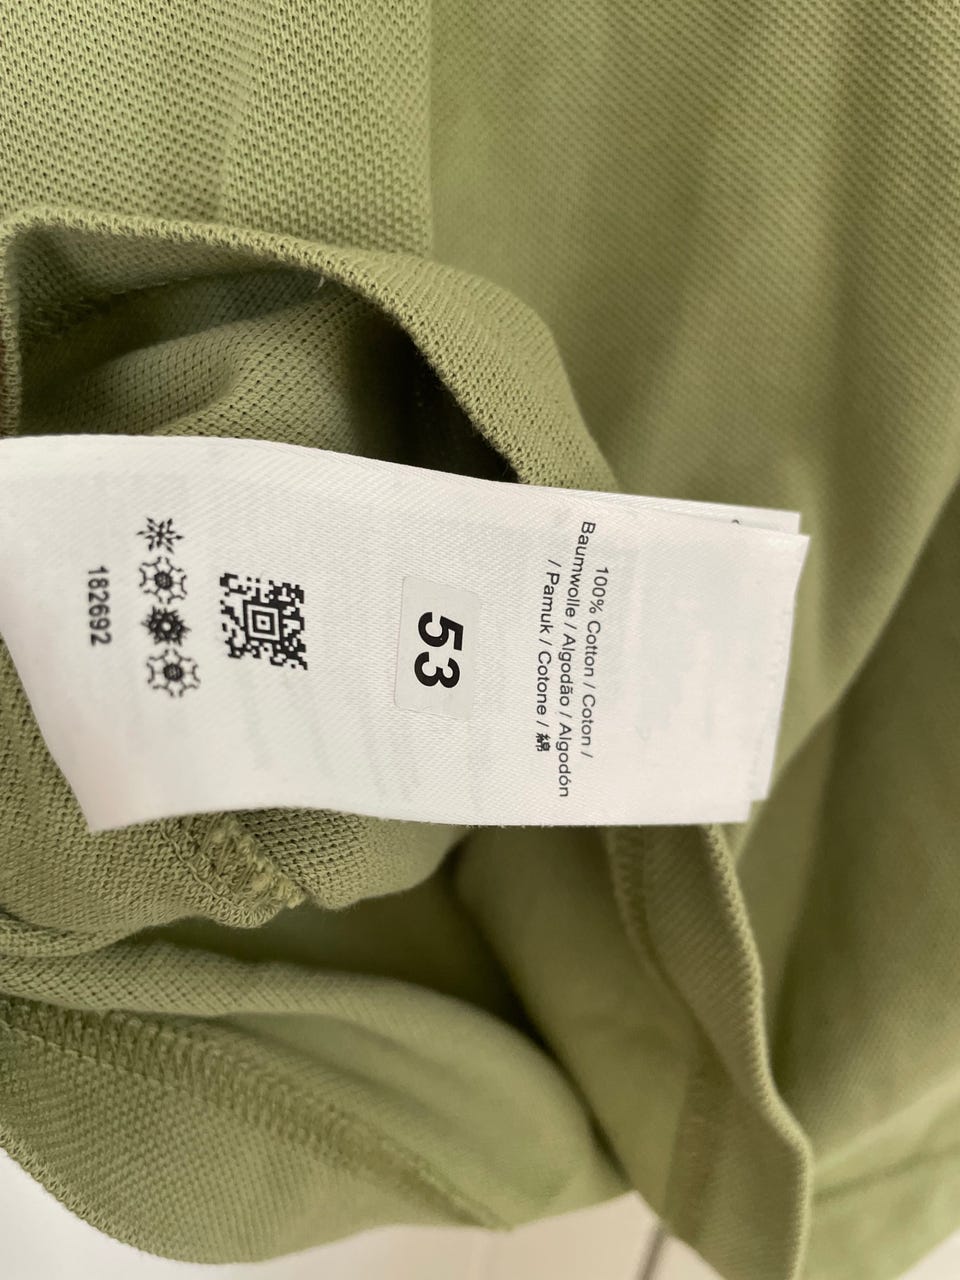 100% Cotton / Coton /
Baumwolle / Algodão / Algodón
/ Pamuk / Cotone / 綿
53
182692